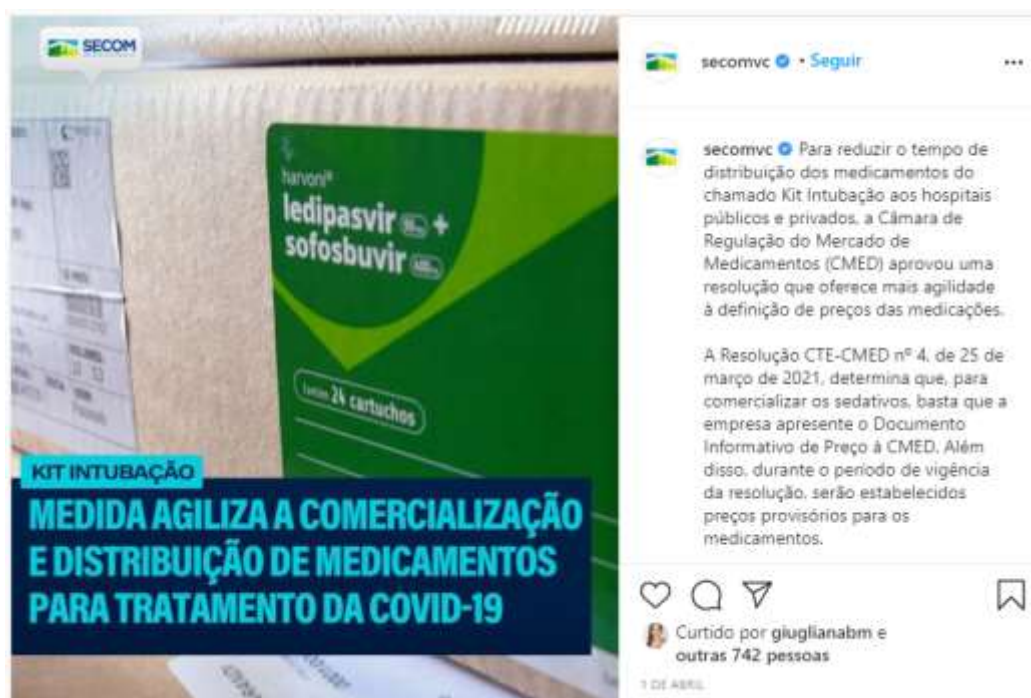 SECOM
harvoni®
ledipasvir 90mg +
sofosbuvir 400mg
Contém 24 cartuchos
KIT INTUBAÇÃO
MEDIDA AGILIZA A COMERCIALIZAÇÃO
E DISTRIBUIÇÃO DE MEDICAMENTOS
PARA TRATAMENTO DA COVID-19
secomvc • Seguir
secomvc Para reduzir o tempo de
distribuição dos medicamentos do
chamado Kit Intubação aos hospitais
públicos e privados, a Câmara de
Regulação do Mercado de
Medicamentos (CMED) aprovou uma
resolução que oferece mais agilidade
à definição de preços das medicações.
A Resolução CTE-CMED nº 4, de 25 de
março de 2021, determina que, para
comercializar os sedativos, basta que a
empresa apresente o Documento
Informativo de Preço à CMED. Além
disso, durante o período de vigência
da resolução, serão estabelecidos
preços provisórios para os
medicamentos.
Curtido por giuglianabm e
outras 742 pessoas
1 DE ABRIL